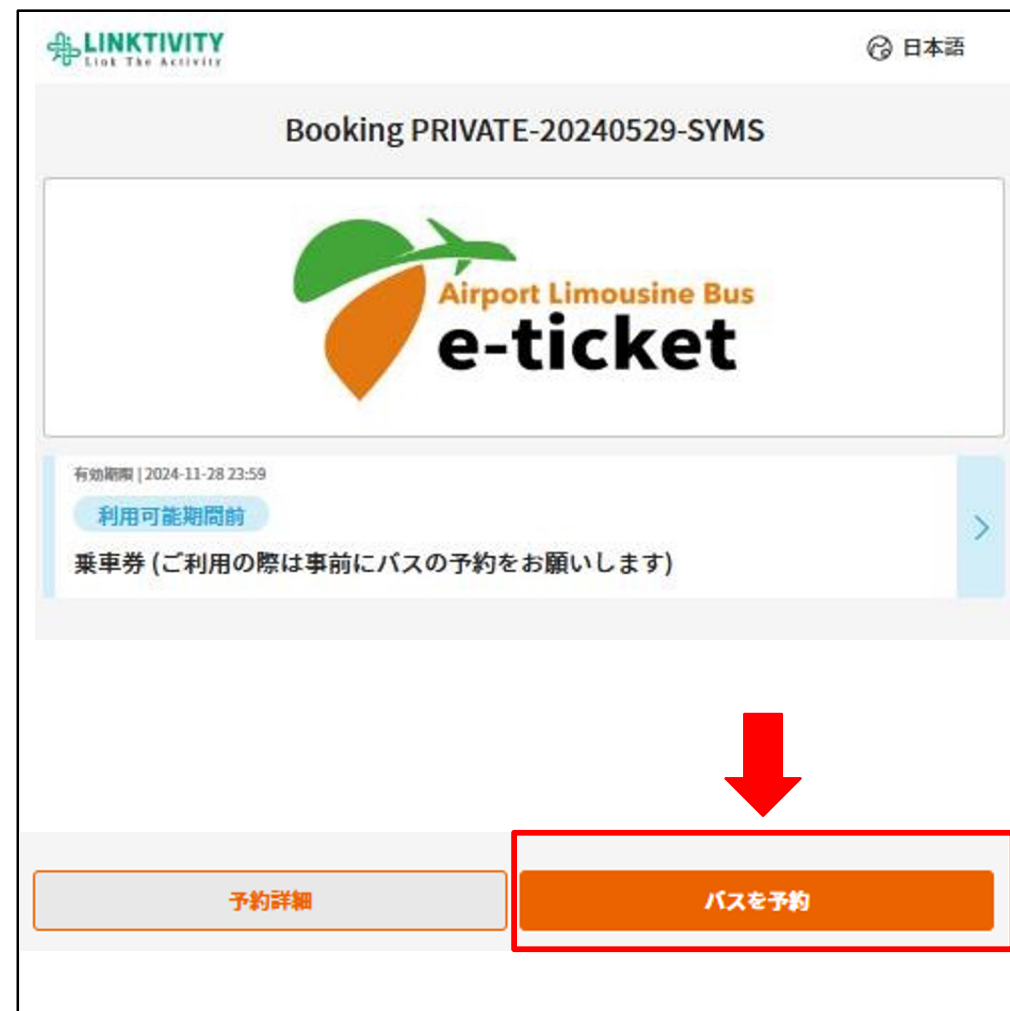 LINKTIVITY
Link The Activity
日本語
Booking PRIVATE-20240529-SYMS
Airport Limousine Bus
e-ticket
有効期限 | 2024-11-28 23:59
利用可能期間前
乗車券 (ご利用の際は事前にバスの予約をお願いします)
予約詳細
バスを予約